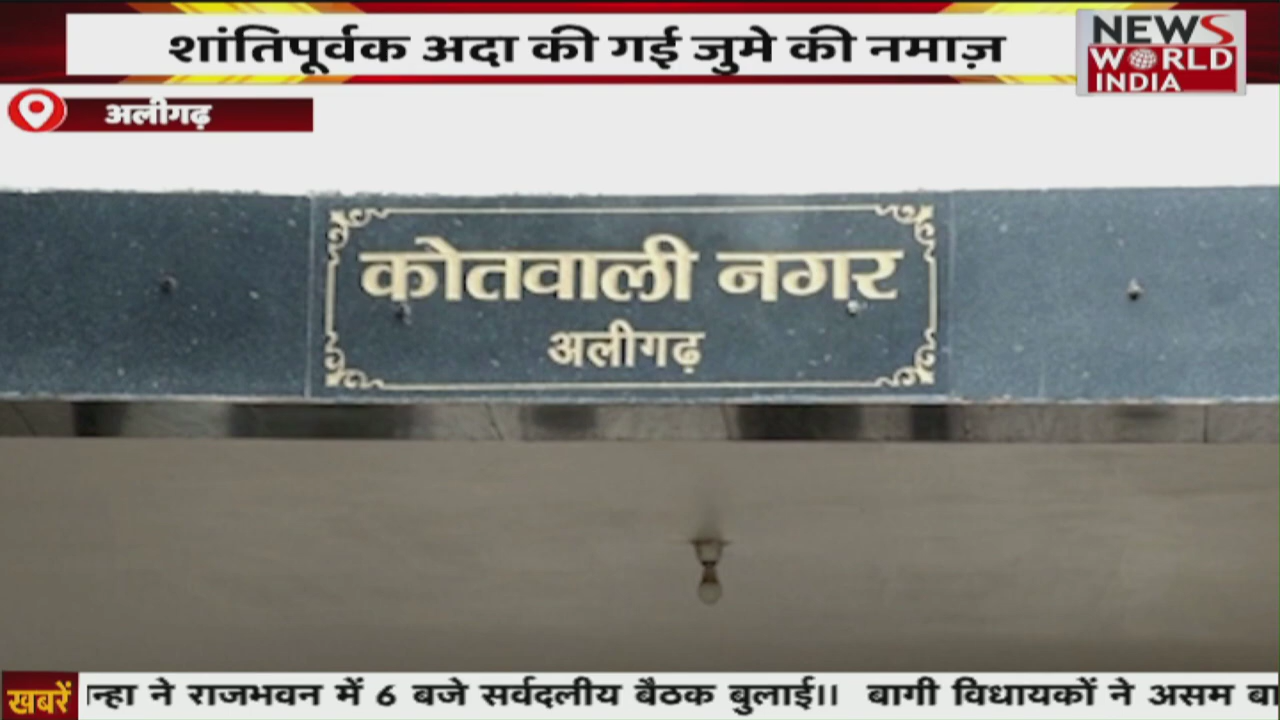 शांतिपूर्वक अदा की गई जुमे की नमाज़
NEWS
WORLD
INDIA
अलीगढ़
कोतवाली नगर
अलीगढ़
खबरें
ने राजभवन में 6 बजे सर्वदलीय बैठक बुलाई।। बागी विधायकों ने असम